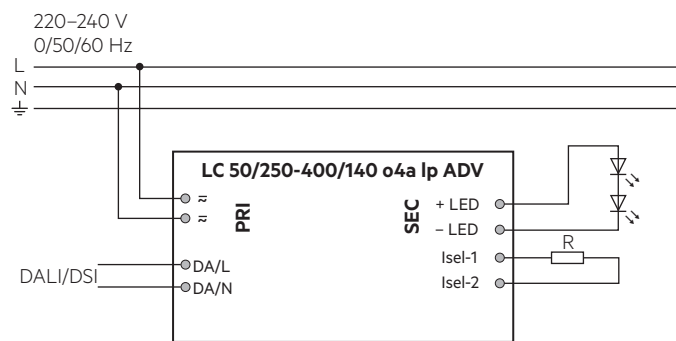 220–240 V
0/50/60 Hz
L
N
LC 50/250-400/140 o4a lp ADV
PRI
SEC
+ LED
– LED
Isel-1
R
Isel-2
DA/L
DALI/DSI
DA/N